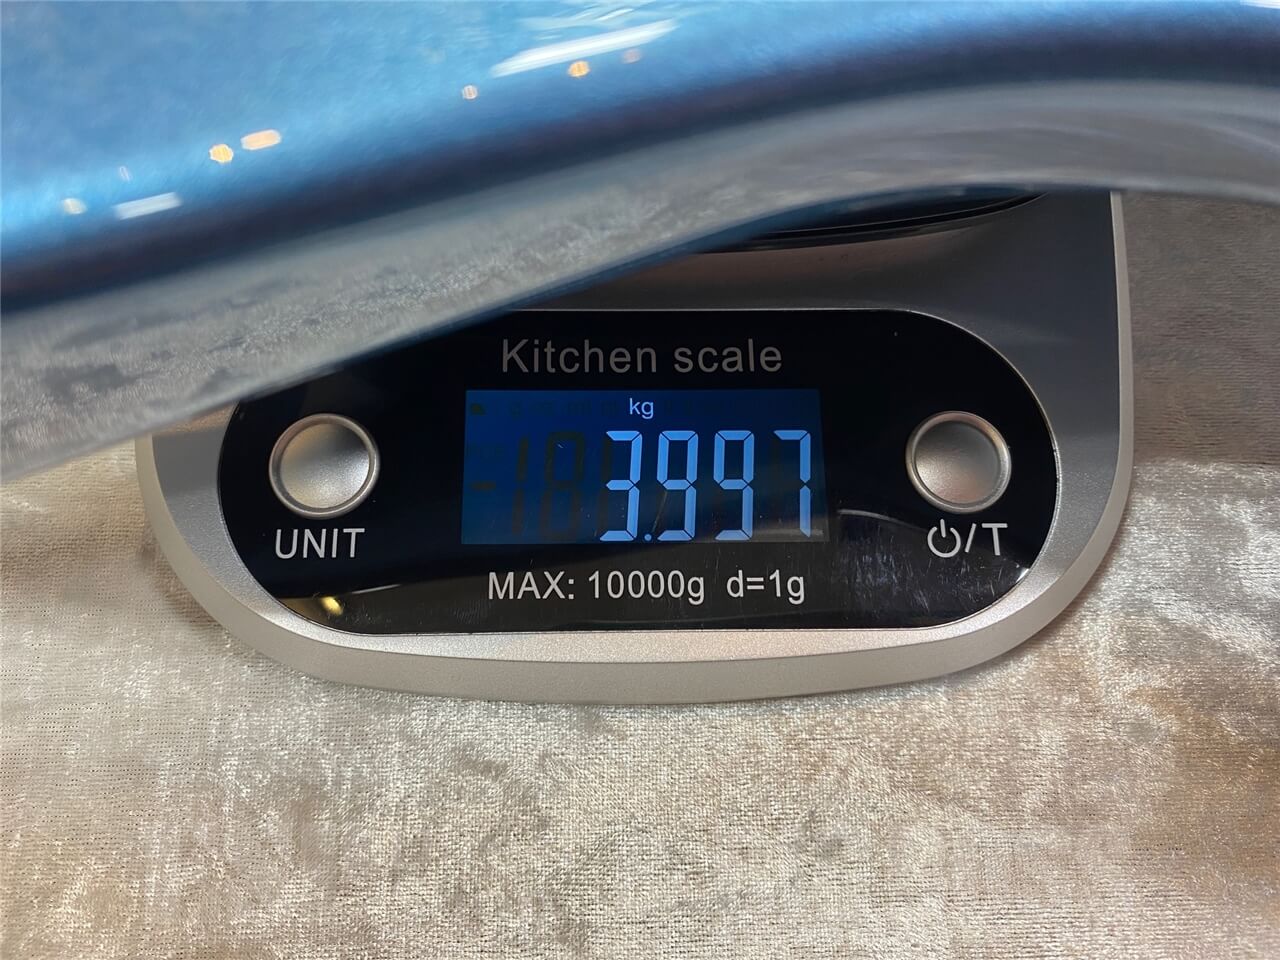 Kitchen scale
kg
3.997
UNIT
/T
MAX: 10000g d=1g